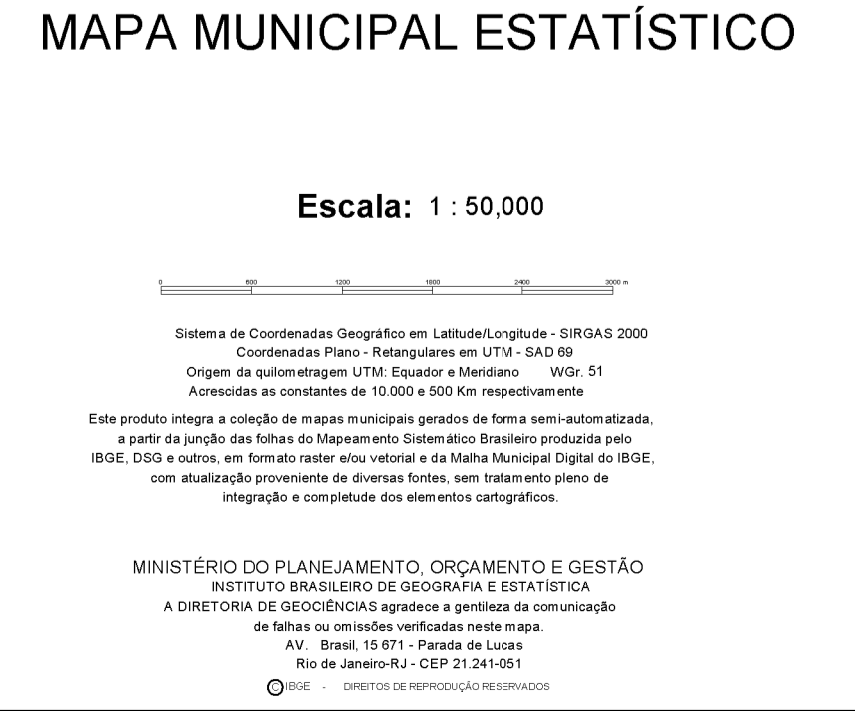 MAPA MUNICIPAL ESTATÍSTICO
Escala: 1 : 50,000
0 600 1200 1800 2400 3000 m
Sistema de Coordenadas Geográfico em Latitude/Longitude - SIRGAS 2000
Coordenadas Plano - Retangulares em UTM - SAD 69
Origem da quilometragem UTM: Equador e Meridiano WGr. 51
Acrescidas as constantes de 10.000 e 500 Km respectivamente
Este produto integra a coleção de mapas municipais gerados de forma semi-automatizada,
a partir da junção das folhas do Mapeamento Sistemático Brasileiro produzida pelo
IBGE, DSG e outros, em formato raster e/ou vetorial e da Malha Municipal Digital do IBGE,
com atualização proveniente de diversas fontes, sem tratamento pleno de
integração e completude dos elementos cartográficos.
MINISTÉRIO DO PLANEJAMENTO, ORÇAMENTO E GESTÃO
INSTITUTO BRASILEIRO DE GEOGRAFIA E ESTATÍSTICA
A DIRETORIA DE GEOCIÊNCIAS agradece a gentileza da comunicação
de falhas ou omissões verificadas neste mapa.
AV. Brasil, 15 671 - Parada de Lucas
Rio de Janeiro-RJ - CEP 21.241-051
© IBGE - DIREITOS DE REPRODUÇÃO RESERVADOS